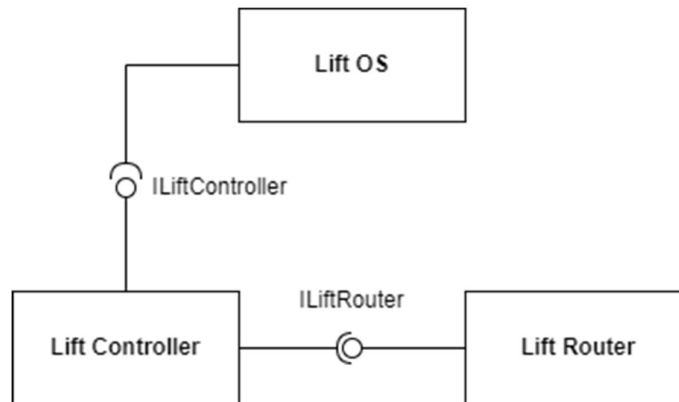 Lift OS
ILiftController
ILiftRouter
Lift Controller
Lift Router